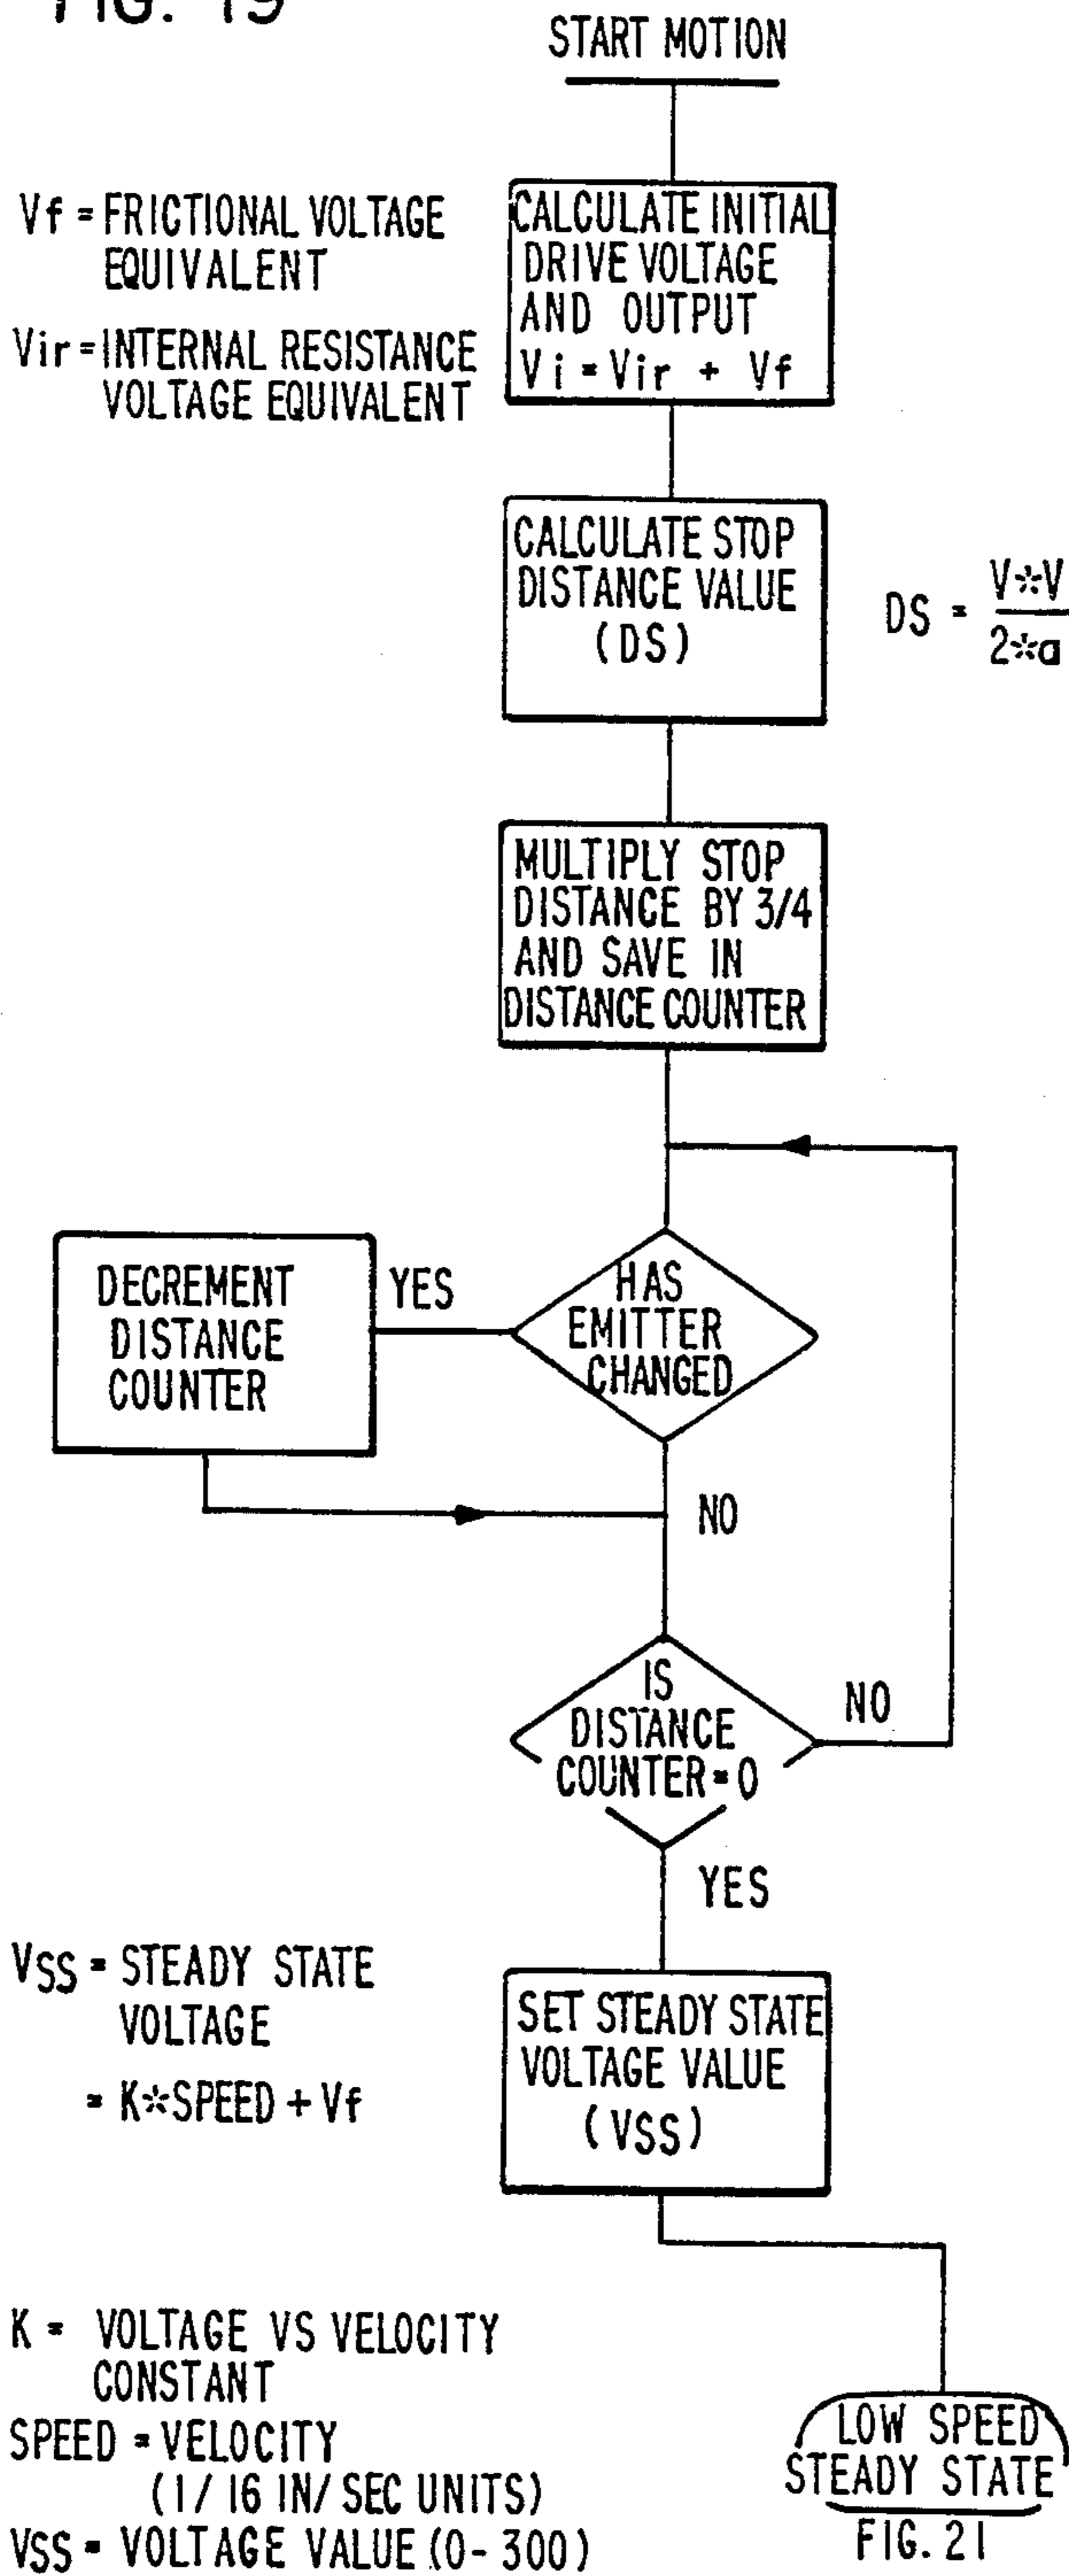 FIG. 19
START MOTION
Vf = FRICTIONAL VOLTAGE
EQUIVALENT
Vir = INTERNAL RESISTANCE
VOLTAGE EQUIVALENT
CALCULATE INITIAL
DRIVE VOLTAGE
AND OUTPUT
Vi = Vir + Vf
CALCULATE STOP
DISTANCE VALUE
(DS)
DS = V*V
2*a
MULTIPLY STOP
DISTANCE BY 3/4
AND SAVE IN
DISTANCE COUNTER
DECREMENT
DISTANCE
COUNTER
YES
HAS
EMITTER
CHANGED
NO
IS
DISTANCE
COUNTER = 0
NO
YES
VSS = STEADY STATE
VOLTAGE
= K*SPEED + Vf
SET STEADY STATE
VOLTAGE VALUE
(VSS)
K = VOLTAGE VS VELOCITY
CONSTANT
SPEED = VELOCITY
(1/16 IN/SEC UNITS)
VSS = VOLTAGE VALUE (0-300)
LOW SPEED
STEADY STATE
FIG. 21